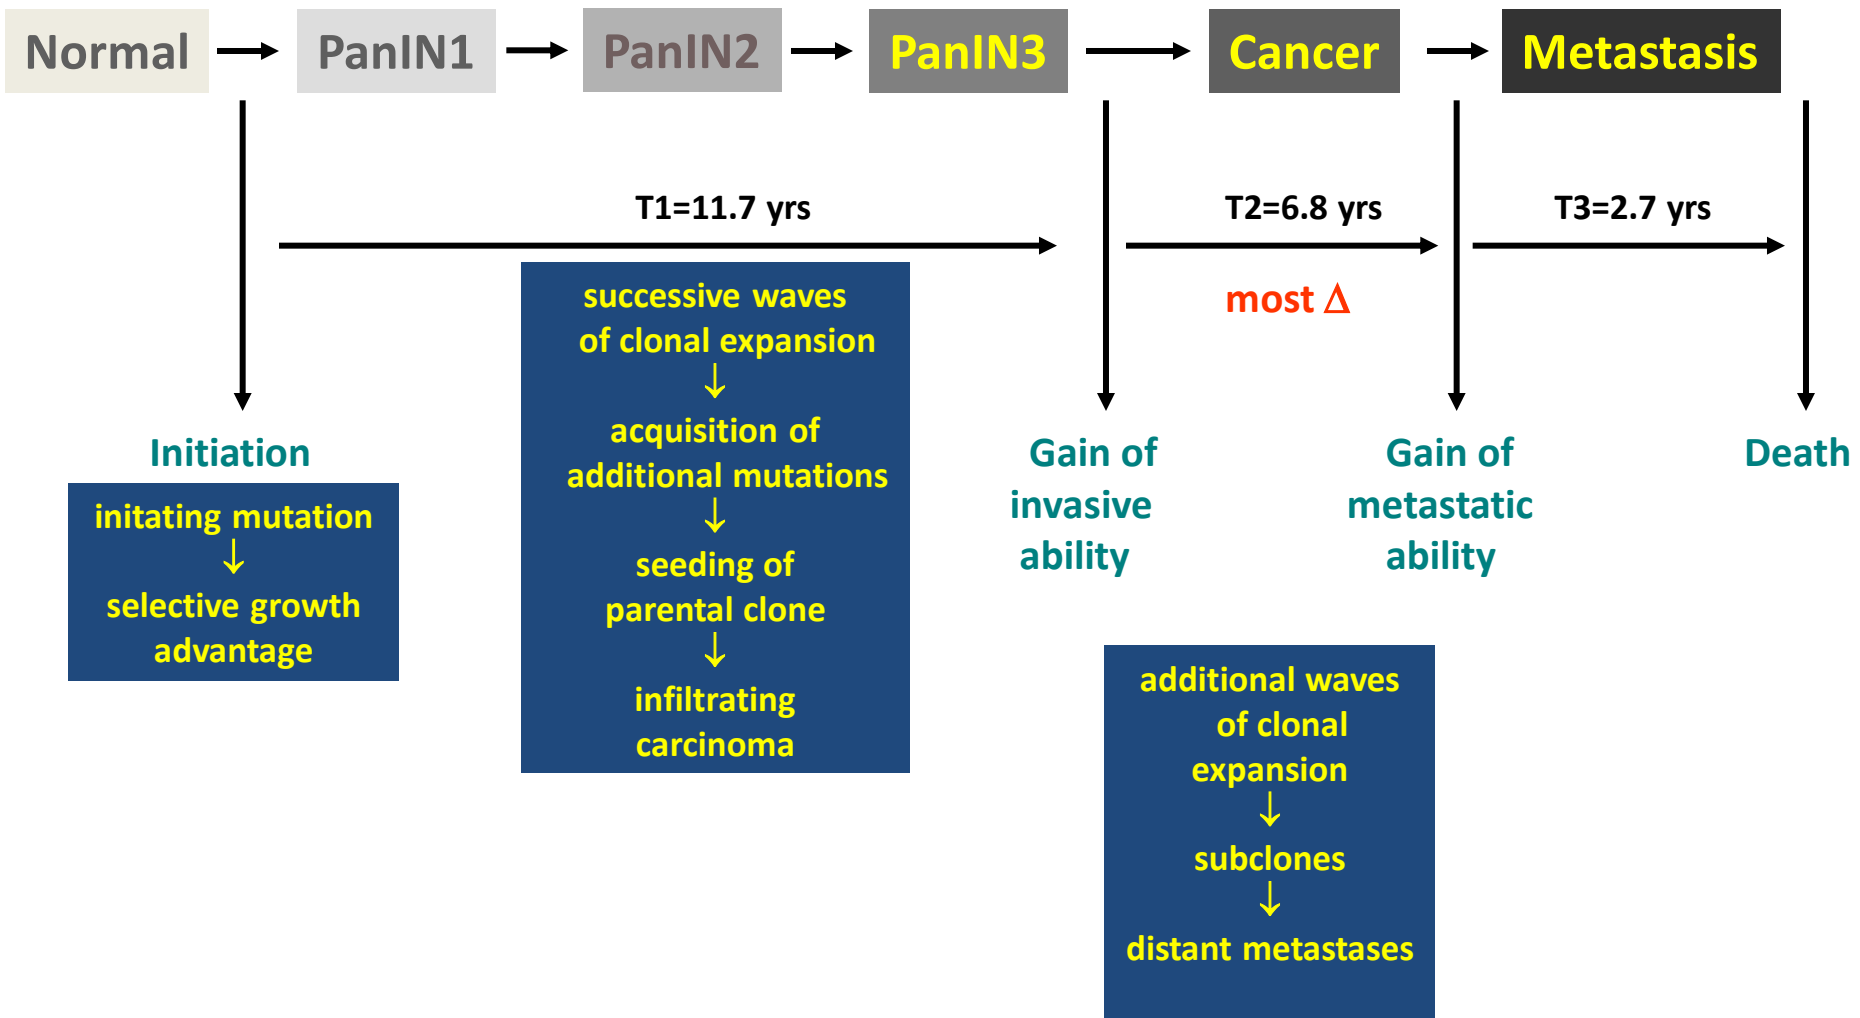 Normal
PanIN1
PanIN2
PanIN3
Cancer
Metastasis
T1=11.7 yrs
T2=6.8 yrs
T3=2.7 yrs
most Δ
Initiation
initating mutation
↓
selective growth
advantage
successive waves
of clonal expansion
↓
acquisition of
additional mutations
↓
seeding of
parental clone
↓
infiltrating
carcinoma
Gain of
invasive
ability
Gain of
metastatic
ability
Death
additional waves
of clonal
expansion
↓
subclones
↓
distant metastases